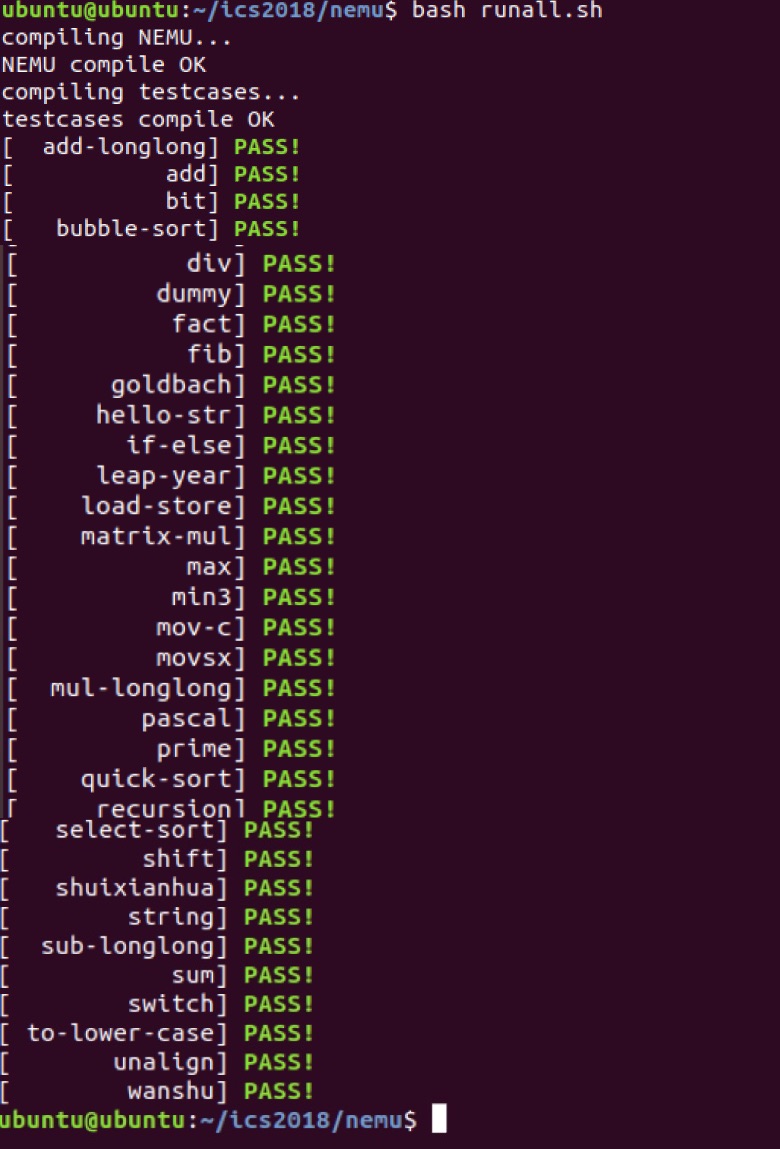 ubuntu@ubuntu:~/ics2018/nemu$ bash runall.sh
compiling NEMU...
NEMU compile OK
compiling testcases...
testcases compile OK
[  add-longlong] PASS!
[           add] PASS!
[           bit] PASS!
[   bubble-sort] PASS!
[           div] PASS!
[         dummy] PASS!
[          fact] PASS!
[           fib] PASS!
[      goldbach] PASS!
[     hello-str] PASS!
[       if-else] PASS!
[     leap-year] PASS!
[    load-store] PASS!
[    matrix-mul] PASS!
[           max] PASS!
[          min3] PASS!
[         mov-c] PASS!
[         movsx] PASS!
[  mul-longlong] PASS!
[        pascal] PASS!
[         prime] PASS!
[    quick-sort] PASS!
[     recursion] PASS!
[   select-sort] PASS!
[         shift] PASS!
[   shuixianhua] PASS!
[        string] PASS!
[  sub-longlong] PASS!
[           sum] PASS!
[        switch] PASS!
[ to-lower-case] PASS!
[       unalign] PASS!
[        wanshu] PASS!
ubuntu@ubuntu:~/ics2018/nemu$